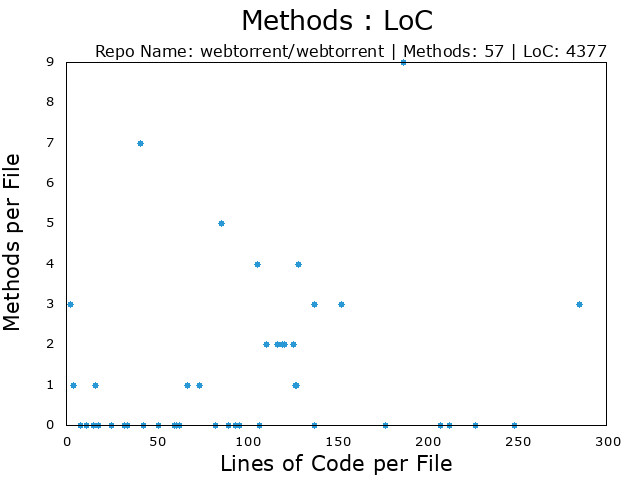 Methods : LoC
Repo Name: webtorrent/webtorrent | Methods: 57 | LoC: 4377
Methods per File
9
8
7
6
5
4
3
2
1
0
0 50 100 150 200 250 300
Lines of Code per File